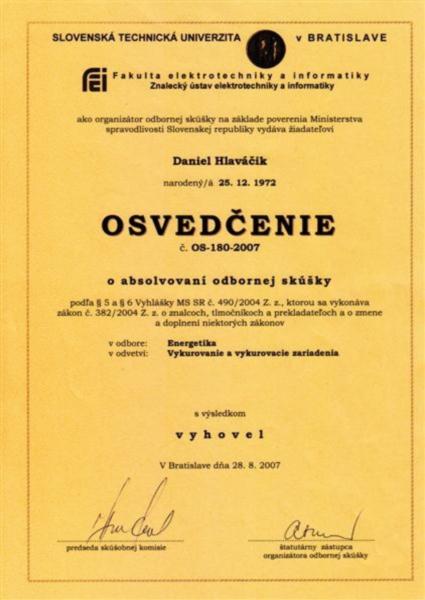 SLOVENSKÁ TECHNICKÁ UNIVERZITA v BRATISLAVE
FEI Fakulta elektrotechniky a informatiky
Znalecký ústav elektrotechniky a informatiky
ako organizátor odbornej skúšky na základe poverenia Ministerstva
spravodlivosti Slovenskej republiky vydáva žiadateľovi
Daniel Hlaváčik
narodený/á 25. 12. 1972
OSVEDČENIE
č. OS-180-2007
o absolvovaní odbornej skúšky
podľa § 5 a § 6 Vyhlášky MS SR č. 490/2004 Z. z., ktorou sa vykonáva
zákon č. 382/2004 Z. z. o znalcoch, tlmočníkoch a prekladateľoch a o zmene
a doplnení niektorých zákonov
v odbore: Energetika
v odvetví: Vykurovanie a vykurovacie zariadenia
s výsledkom
vyhovel
V Bratislave dňa 28. 8. 2007
predseda skúšobnej komisie
štatutárny zástupca
organizátora odbornej skúšky